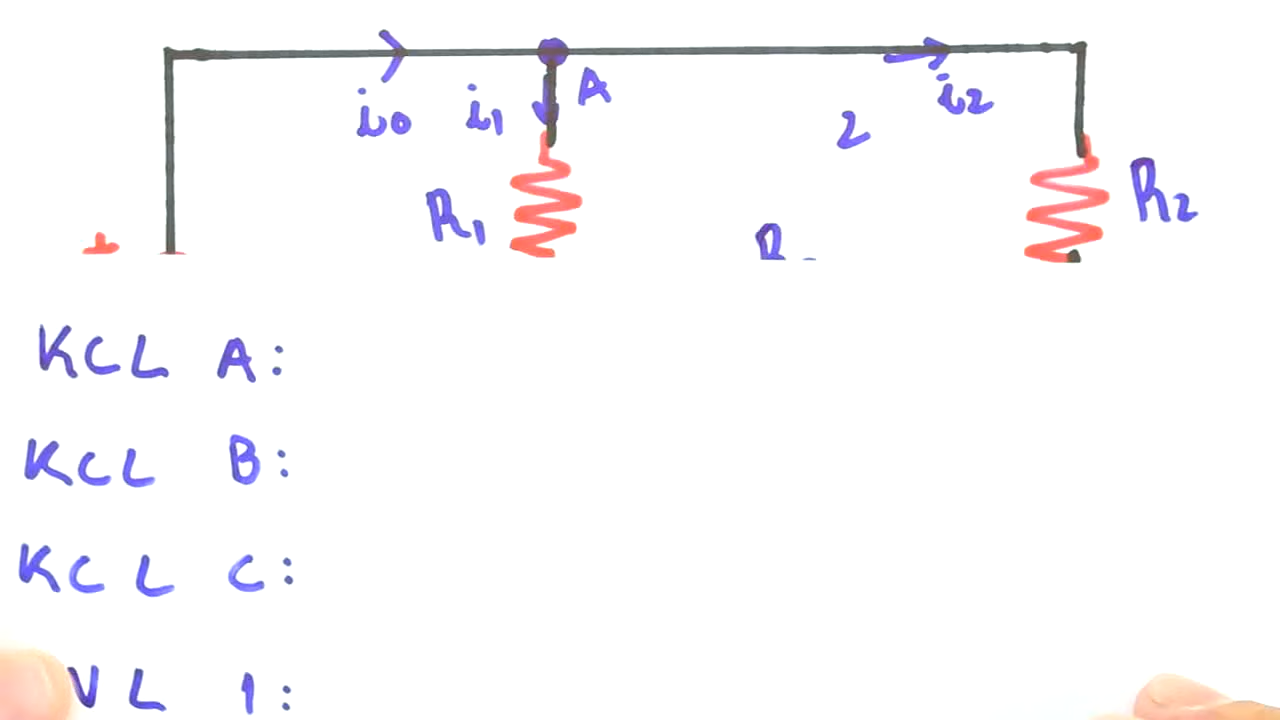 i0 i1 A i2
2
R1 R2
+
KCL A:
KCL B:
KCL C:
VL 1: